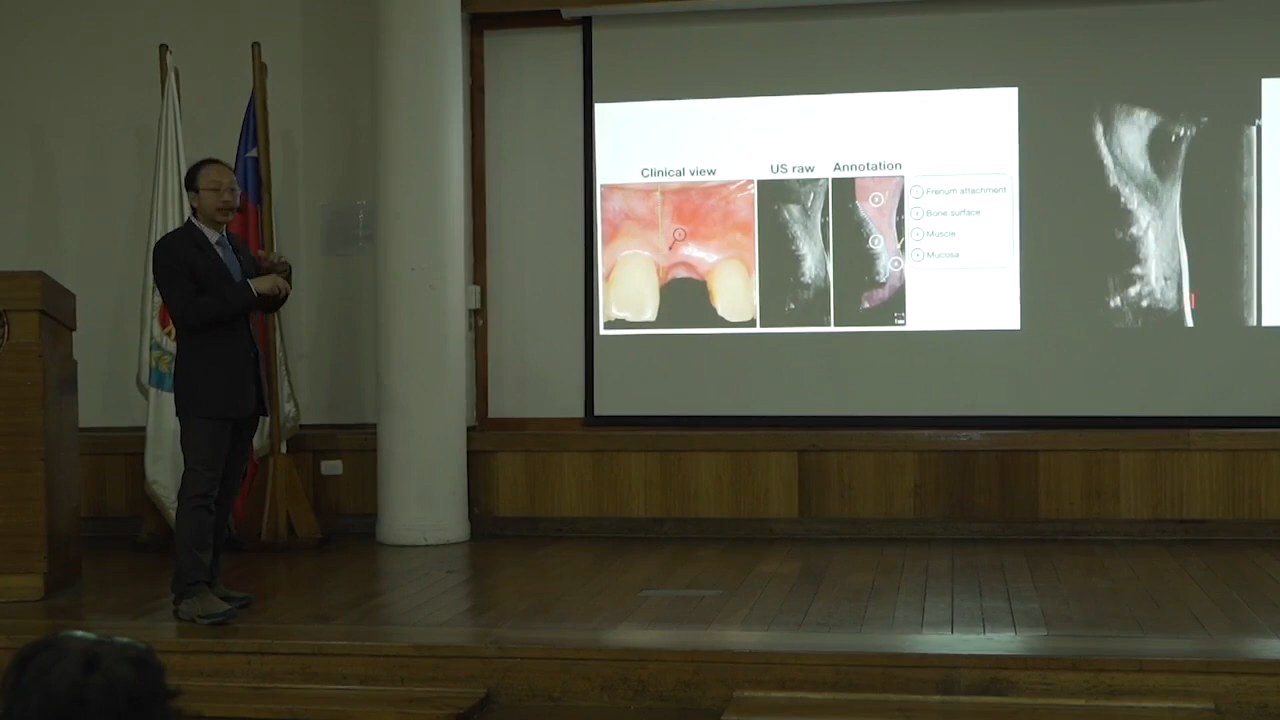 Clinical view
US raw
Annotation
Frenum attachment
Bone surface
Muscle
Mucosa